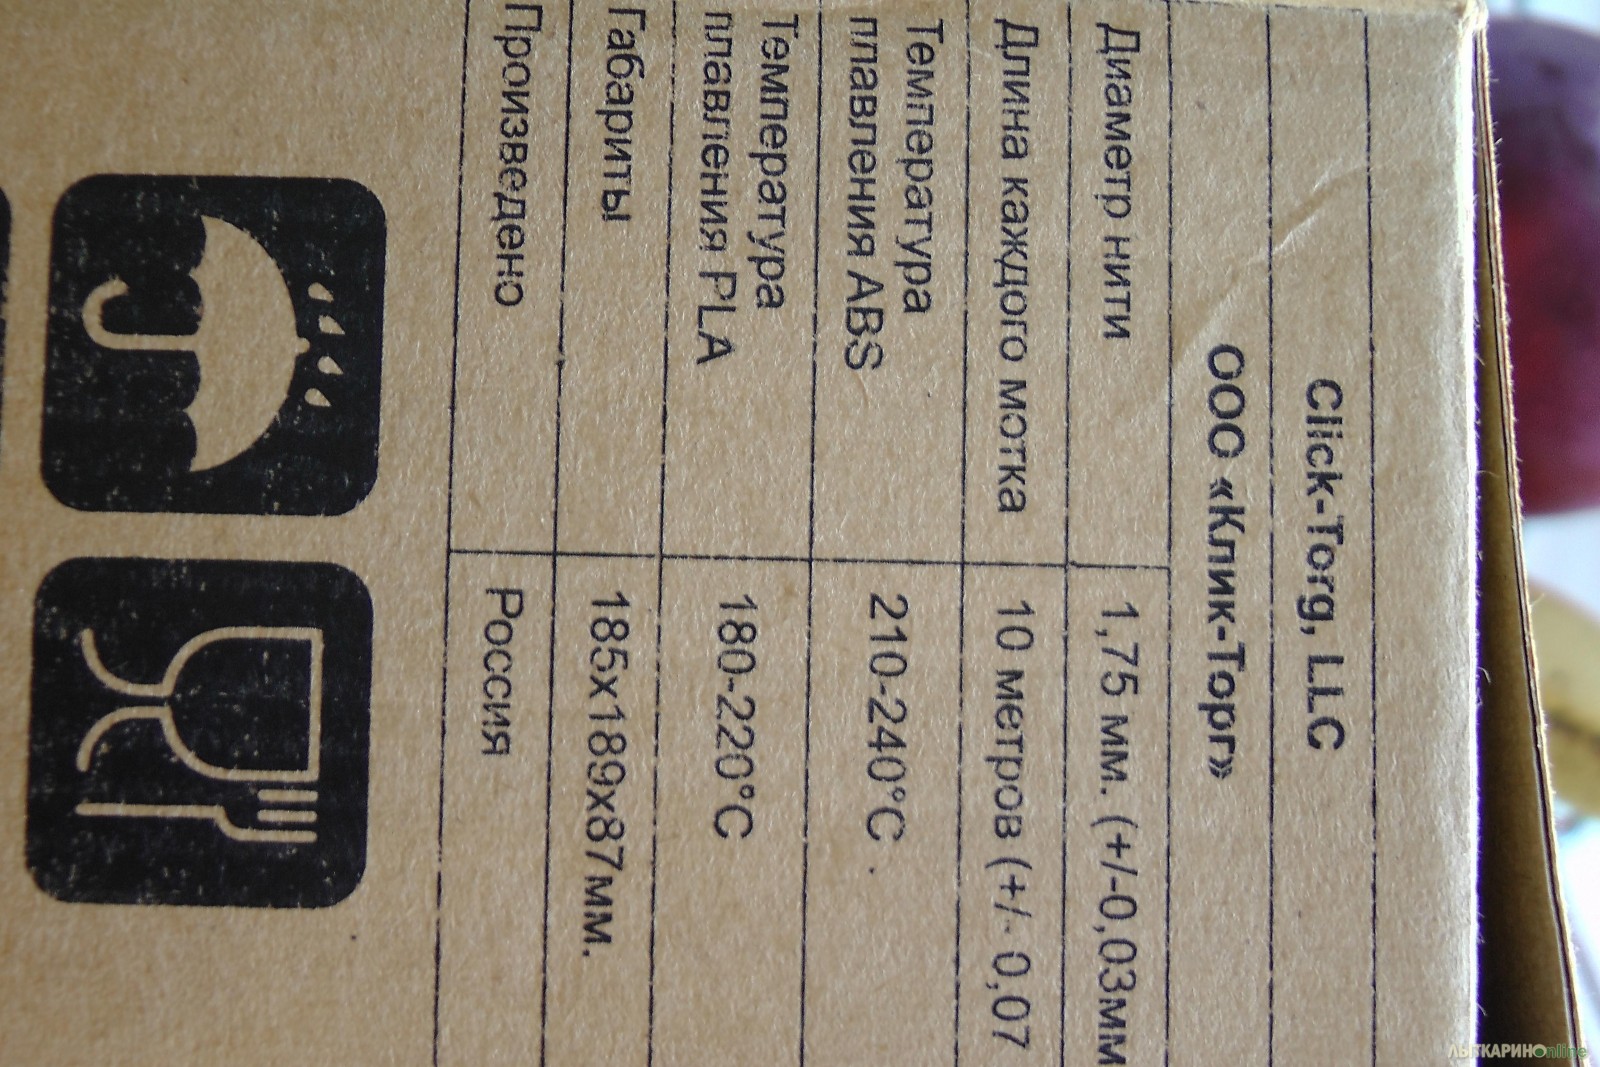 Click-Torg, LLC
ООО «Клик-Торг»
Диаметр нити 1,75 мм. (+/-0,03мм
Длина каждого мотка 10 метров (+/- 0,07
Температура
плавления ABS 210-240°C
Температура
плавления PLA 180-220°C
Габариты 185x189x87мм.
Произведено Россия
ЛЫТКАРИНОnline